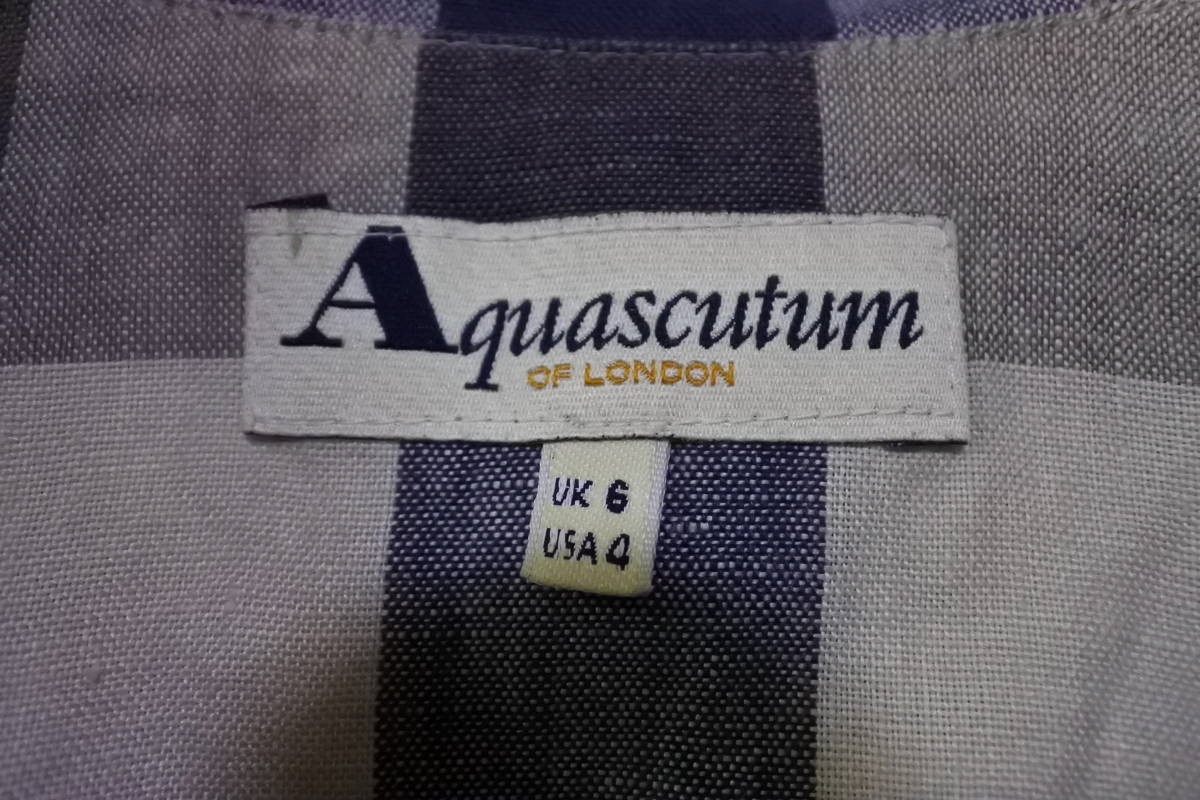 Aquascutum
OF LONDON
UK 6
USA 4